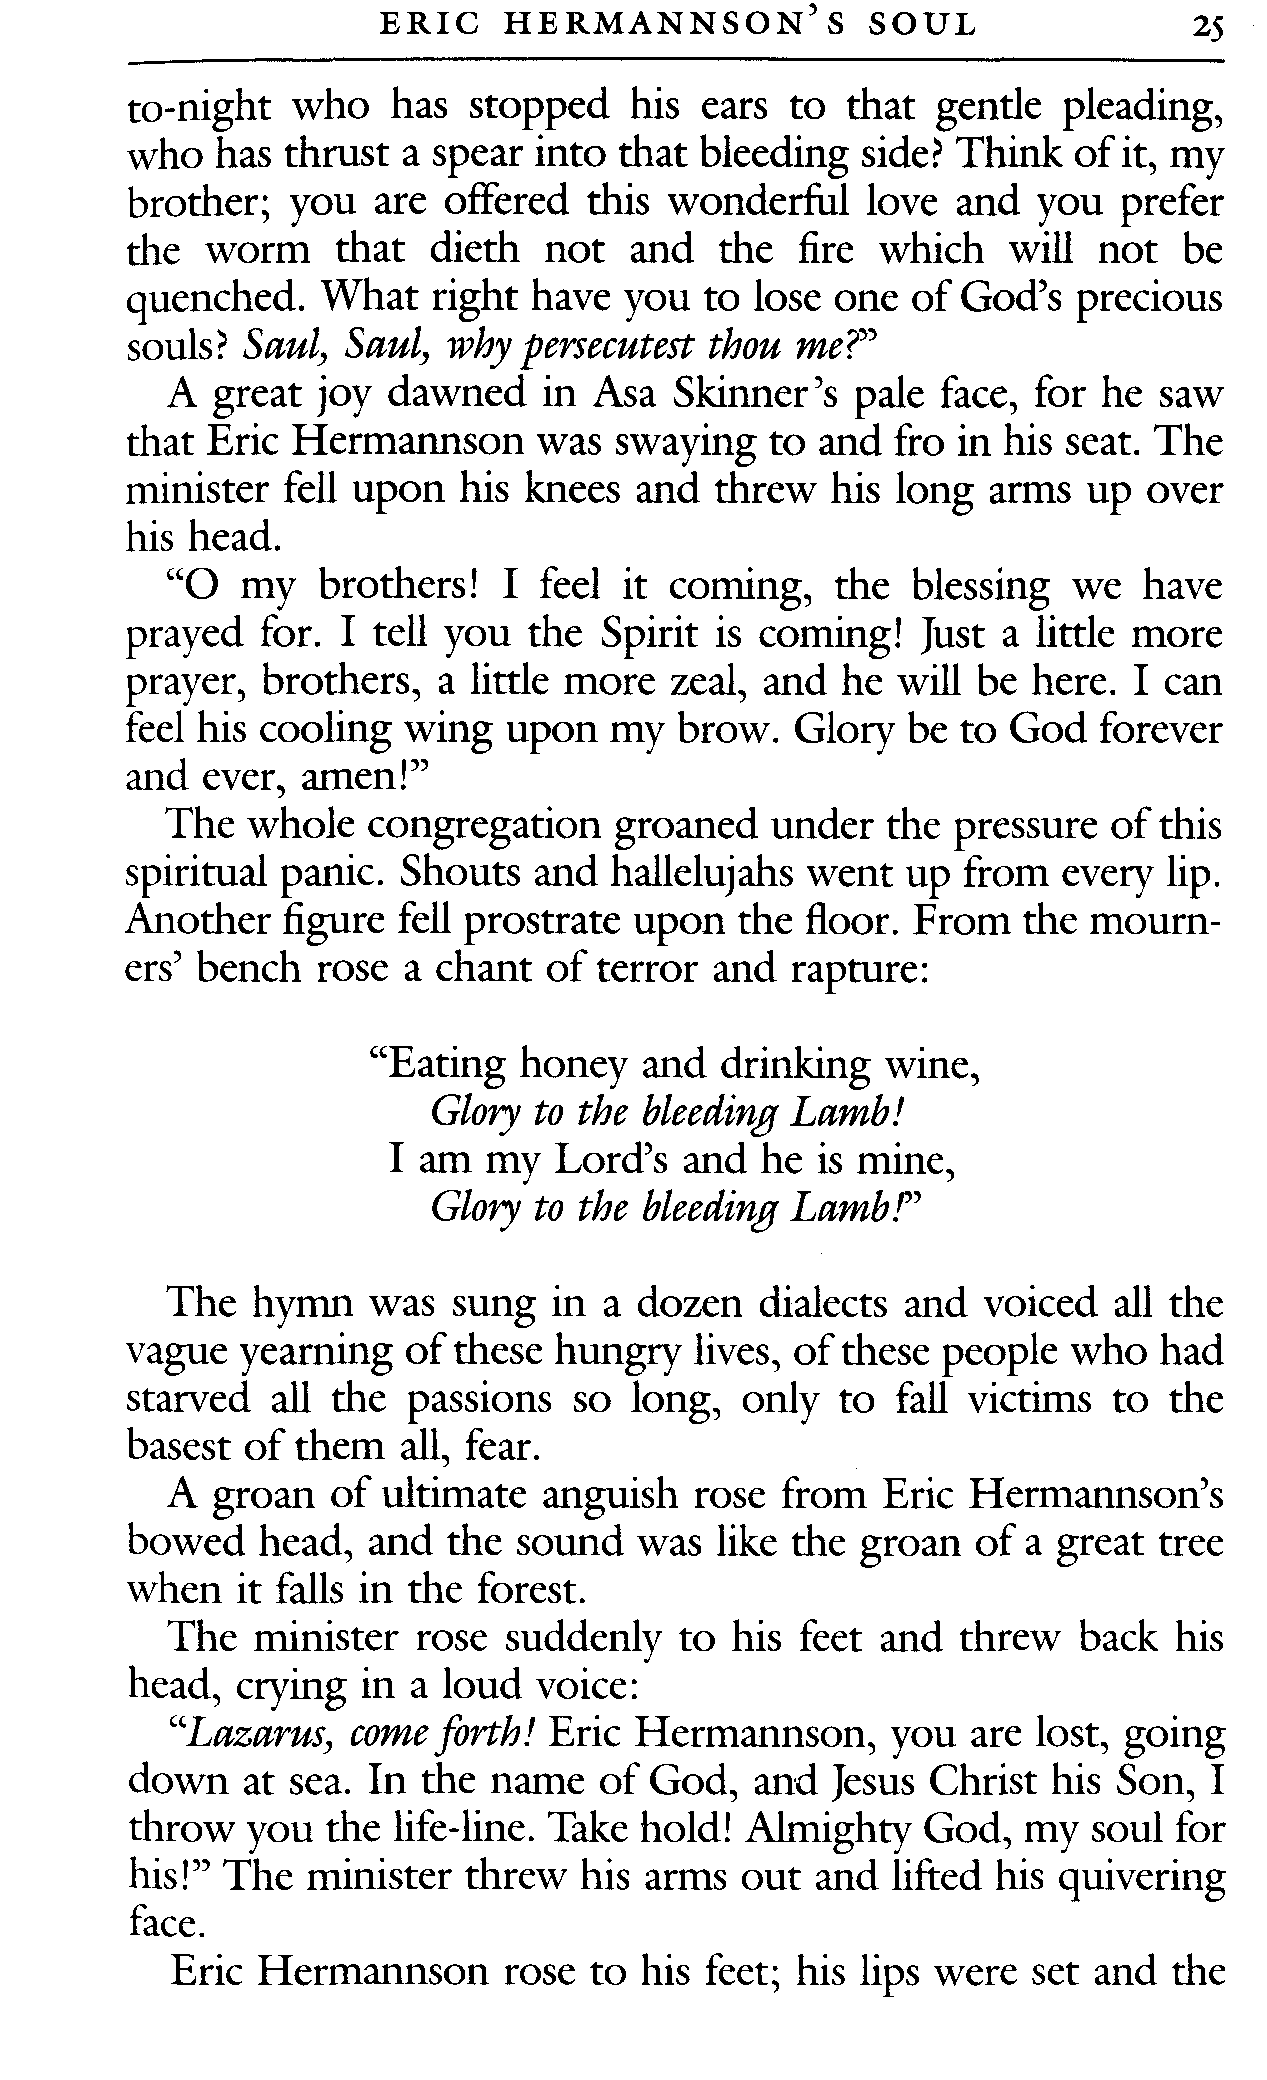 ERIC HERMANNSON'S SOUL 25
to-night who has stopped his ears to that gentle pleading,
who has thrust a spear into that bleeding side? Think of it, my
brother; you are offered this wonderful love and you prefer
the worm that dieth not and the fire which will not be
quenched. What right have you to lose one of God's precious
souls? Saul, Saul, why persecutest thou me?”
A great joy dawned in Asa Skinner's pale face, for he saw
that Eric Hermannson was swaying to and fro in his seat. The
minister fell upon his knees and threw his long arms up over
his head.
“O my brothers! I feel it coming, the blessing we have
prayed for. I tell you the Spirit is coming! Just a little more
prayer, brothers, a little more zeal, and he will be here. I can
feel his cooling wing upon my brow. Glory be to God forever
and ever, amen!”
The whole congregation groaned under the pressure of this
spiritual panic. Shouts and hallelujahs went up from every lip.
Another figure fell prostrate upon the floor. From the mourn-
ers' bench rose a chant of terror and rapture:
“Eating honey and drinking wine,
Glory to the bleeding Lamb!
I am my Lord's and he is mine,
Glory to the bleeding Lamb!”
The hymn was sung in a dozen dialects and voiced all the
vague yearning of these hungry lives, of these people who had
starved all the passions so long, only to fall victims to the
basest of them all, fear.
A groan of ultimate anguish rose from Eric Hermannson's
bowed head, and the sound was like the groan of a great tree
when it falls in the forest.
The minister rose suddenly to his feet and threw back his
head, crying in a loud voice:
“Lazarus, come forth! Eric Hermannson, you are lost, going
down at sea. In the name of God, and Jesus Christ his Son, I
throw you the life-line. Take hold! Almighty God, my soul for
his!” The minister threw his arms out and lifted his quivering
face.
Eric Hermannson rose to his feet; his lips were set and the